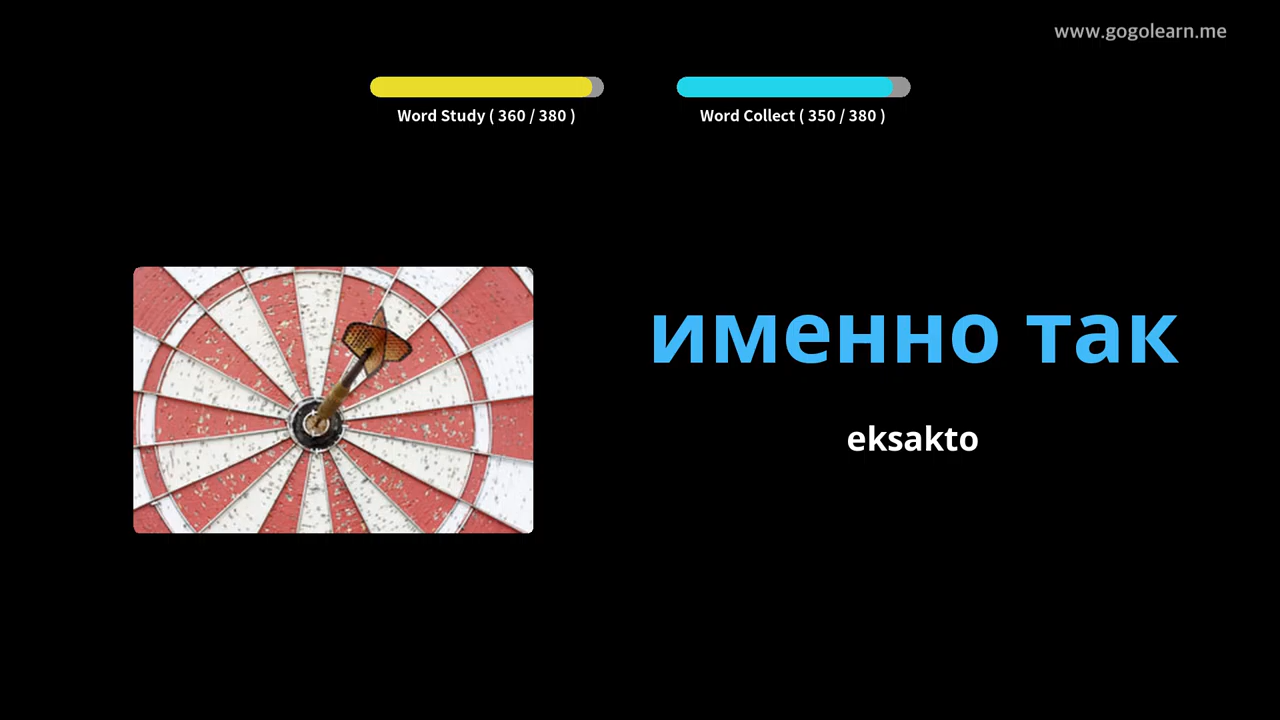 www.gogolearn.me
Word Study ( 360 / 380 )
Word Collect ( 350 / 380 )
именно так
eksakto